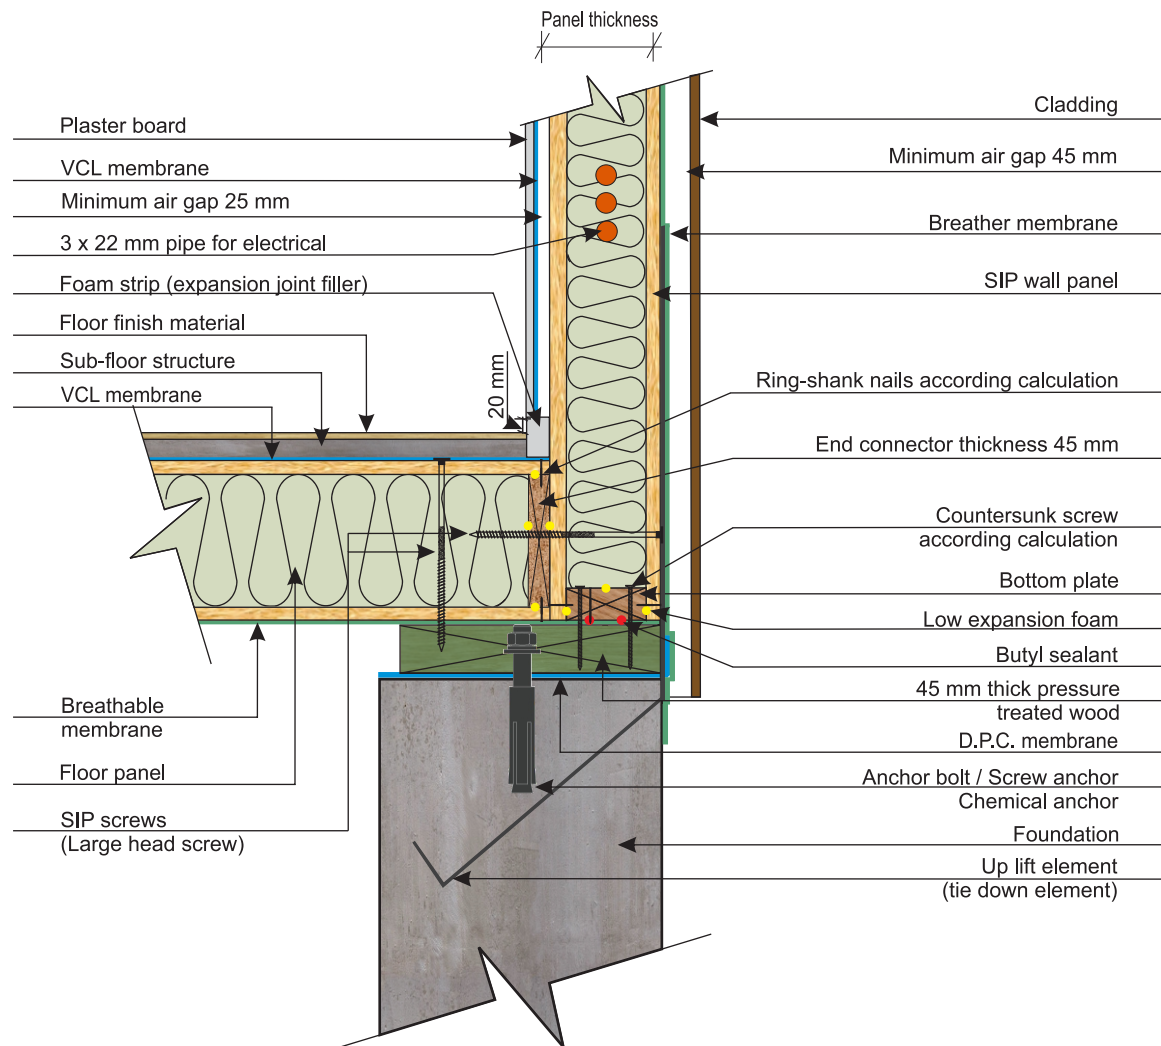 Panel thickness
Plaster board
VCL membrane
Minimum air gap 25 mm
3 x 22 mm pipe for electrical
Foam strip (expansion joint filler)
Floor finish material
Sub-floor structure
VCL membrane
20 mm
Breathable
membrane
Floor panel
SIP screws
(Large head screw)
Cladding
Minimum air gap 45 mm
Breather membrane
SIP wall panel
Ring-shank nails according calculation
End connector thickness 45 mm
Countersunk screw
according calculation
Bottom plate
Low expansion foam
Butyl sealant
45 mm thick pressure
treated wood
D.P.C. membrane
Anchor bolt / Screw anchor
Chemical anchor
Foundation
Up lift element
(tie down element)